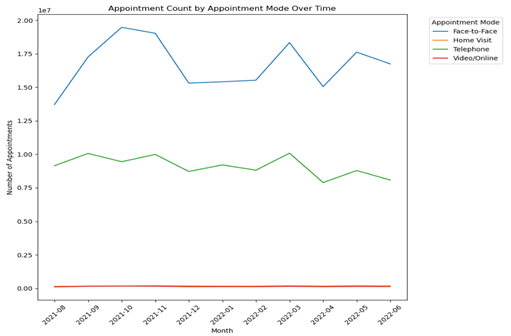 Appointment Count by Appointment Mode Over Time
1e7
Appointment Mode
Face-to-Face
Home Visit
Telephone
Video/Online
2.00
1.75
1.50
1.25
1.00
0.75
0.50
0.25
0.00
Number of Appointments
2021-08
2021-09
2021-10
2021-11
2021-12
2022-01
2022-02
2022-03
2022-04
2022-05
2022-06
Month